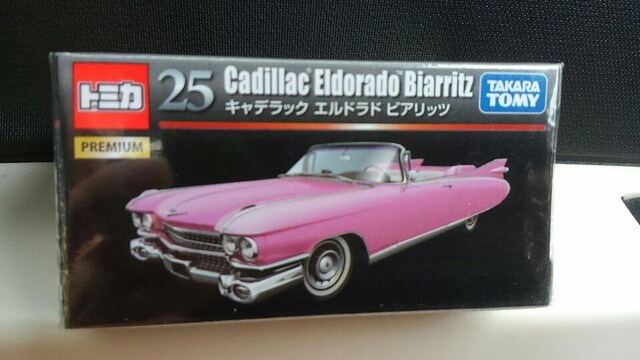 トミカ
PREMIUM
25
Cadillac® Eldorado™ Biarritz
キャデラック エルドラド ビアリッツ
TAKARA
TOMY